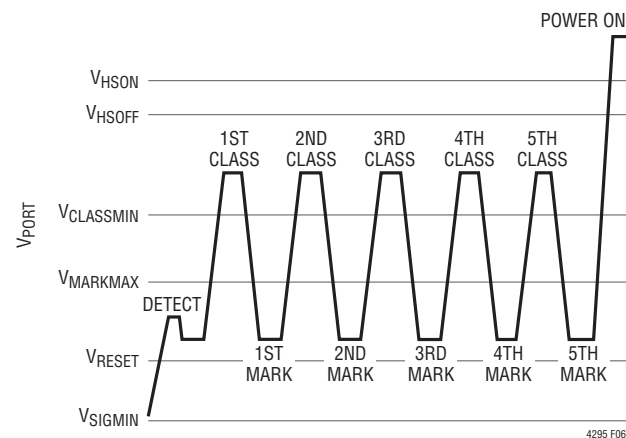 POWER ON
VHSON
VHSOFF
1ST CLASS
2ND CLASS
3RD CLASS
4TH CLASS
5TH CLASS
VPORT
VCLASSMIN
VMARKMAX
DETECT
VRESET
1ST MARK
2ND MARK
3RD MARK
4TH MARK
5TH MARK
VSIGMIN
4295 F06